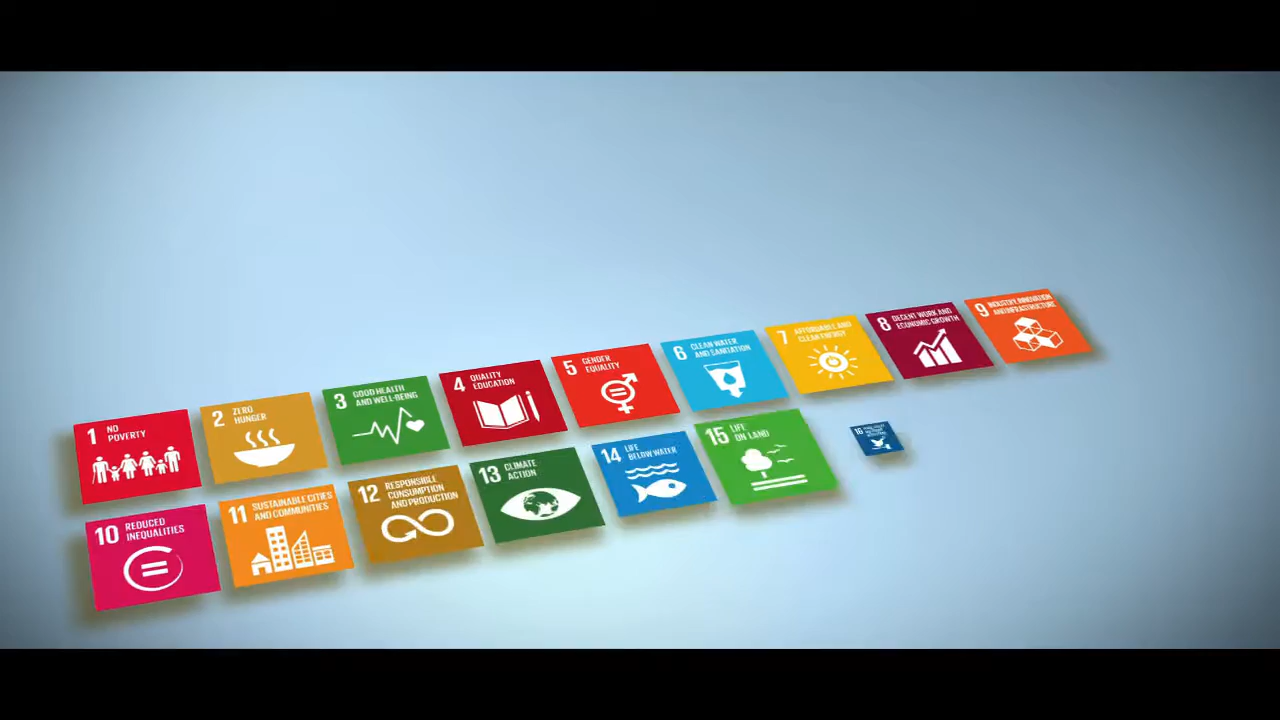 1 NO
POVERTY
2 ZERO
HUNGER
3 GOOD HEALTH
AND WELL-BEING
4 QUALITY
EDUCATION
5 GENDER
EQUALITY
6 CLEAN WATER
AND SANITATION
7 AFFORDABLE AND
CLEAN ENERGY
8 DECENT WORK AND
ECONOMIC GROWTH
9 INDUSTRY, INNOVATION
AND INFRASTRUCTURE
10 REDUCED
INEQUALITIES
11 SUSTAINABLE CITIES
AND COMMUNITIES
12 RESPONSIBLE
CONSUMPTION
AND PRODUCTION
13 CLIMATE
ACTION
14 LIFE
BELOW WATER
15 LIFE
ON LAND
16